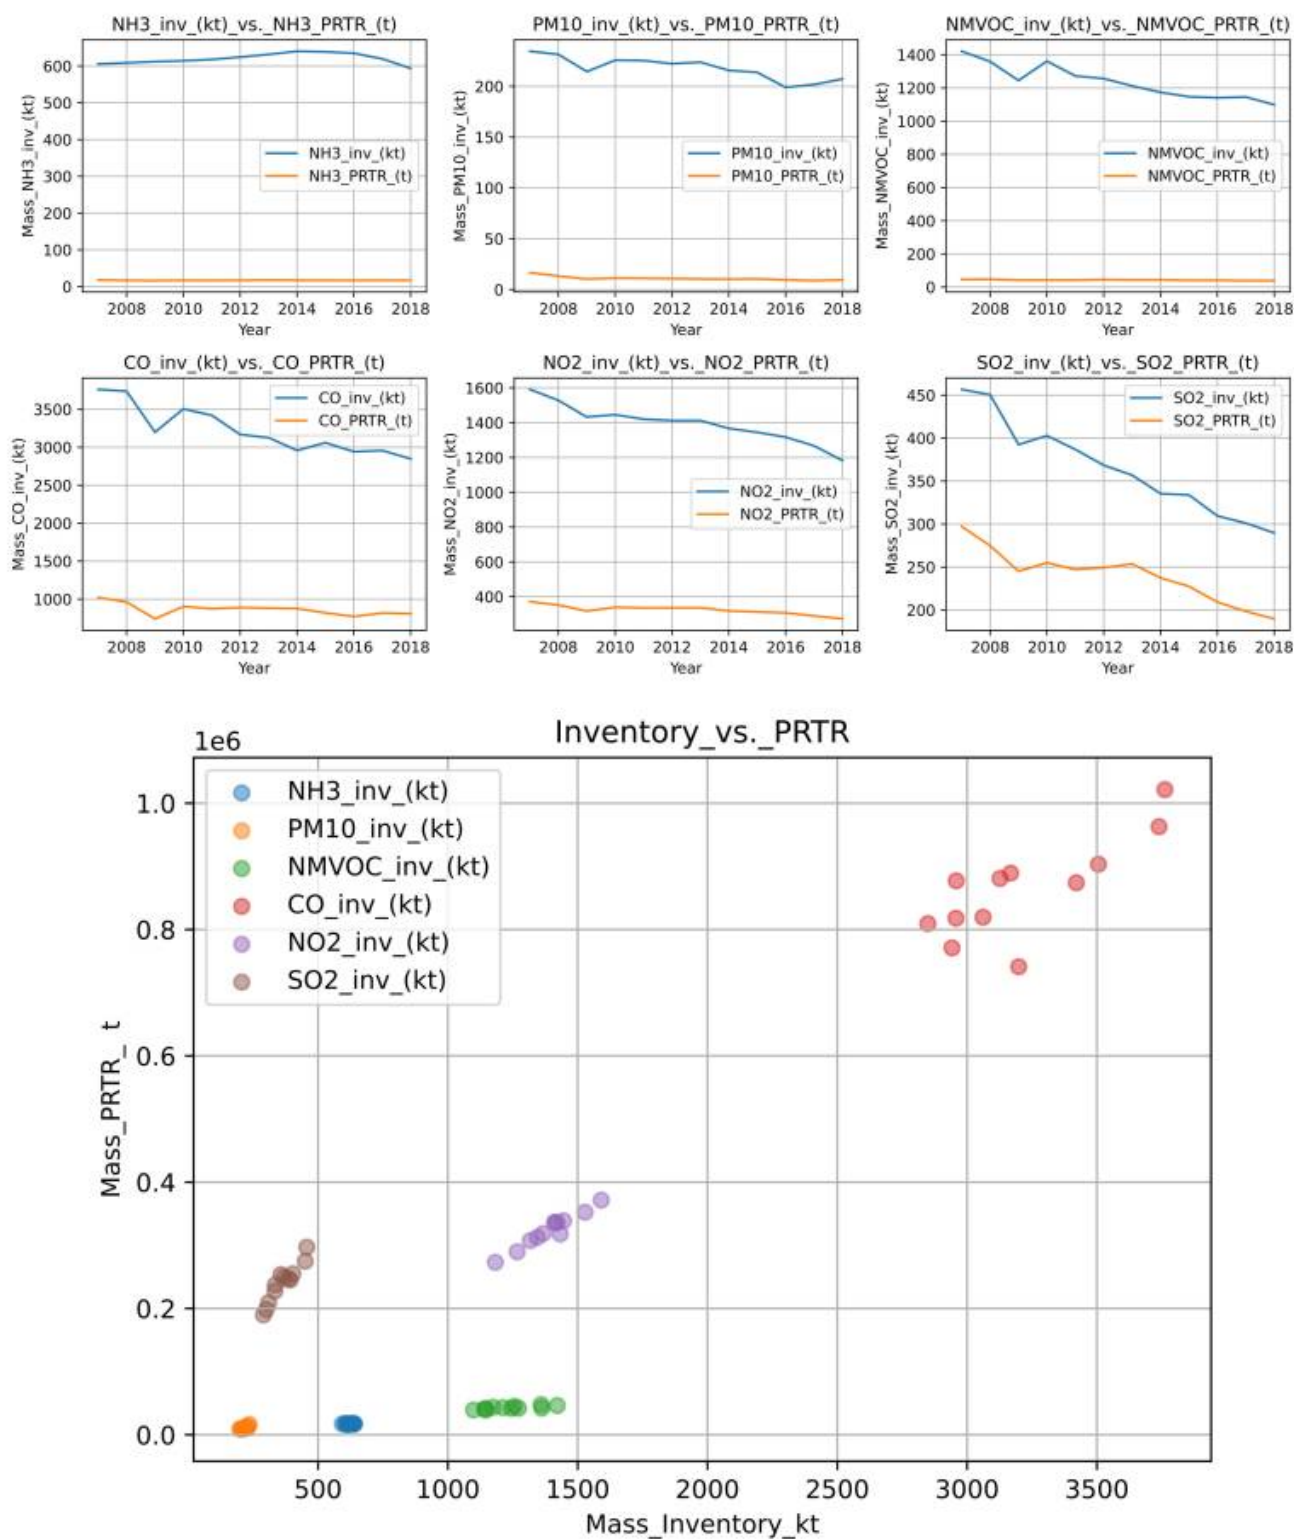 NH3_inv_(kt)_vs._NH3_PRTR_(t)
Mass_NH3_inv_(kt)
600
500
400
300
200
100
0
NH3_inv_(kt)
NH3_PRTR_(t)
2008 2010 2012 2014 2016 2018
Year
PM10_inv_(kt)_vs._PM10_PRTR_(t)
Mass_PM10_inv_(kt)
200
150
100
50
0
PM10_inv_(kt)
PM10_PRTR_(t)
2008 2010 2012 2014 2016 2018
Year
NMVOC_inv_(kt)_vs._NMVOC_PRTR_(t)
Mass_NMVOC_inv_(kt)
1400
1200
1000
800
600
400
200
0
NMVOC_inv_(kt)
NMVOC_PRTR_(t)
2008 2010 2012 2014 2016 2018
Year
CO_inv_(kt)_vs._CO_PRTR_(t)
Mass_CO_inv_(kt)
3500
3000
2500
2000
1500
1000
CO_inv_(kt)
CO_PRTR_(t)
2008 2010 2012 2014 2016 2018
Year
NO2_inv_(kt)_vs._NO2_PRTR_(t)
Mass_NO2_inv_(kt)
1600
1400
1200
1000
800
600
400
NO2_inv_(kt)
NO2_PRTR_(t)
2008 2010 2012 2014 2016 2018
Year
SO2_inv_(kt)_vs._SO2_PRTR_(t)
Mass_SO2_inv_(kt)
450
400
350
300
250
200
SO2_inv_(kt)
SO2_PRTR_(t)
2008 2010 2012 2014 2016 2018
Year
Inventory_vs._PRTR
1e6
Mass_PRTR_ t
1.0
0.8
0.6
0.4
0.2
0.0
NH3_inv_(kt)
PM10_inv_(kt)
NMVOC_inv_(kt)
CO_inv_(kt)
NO2_inv_(kt)
SO2_inv_(kt)
500 1000 1500 2000 2500 3000 3500
Mass_Inventory_kt